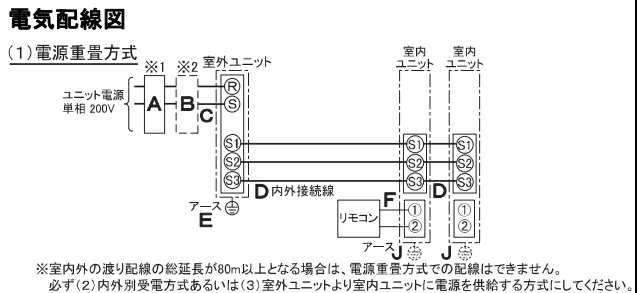 電気配線図
(1)電源重畳方式
※1 ※2 室外ユニット
室内
ユニット
室内
ユニット
ユニット電源
単相 200V
A
B
C
R
S
S1
S2
S3
S1
S2
S3
S1
S2
S3
D 内外接続線
D
アース
E
F
リモコン
①
②
①
②
アース
J
J
※室内外の渡り配線の総延長が80m以上となる場合は、電源重畳方式での配線はできません。
必ず(2)内外別受電方式あるいは(3)室外ユニットより室内ユニットに電源を供給する方式にしてください。